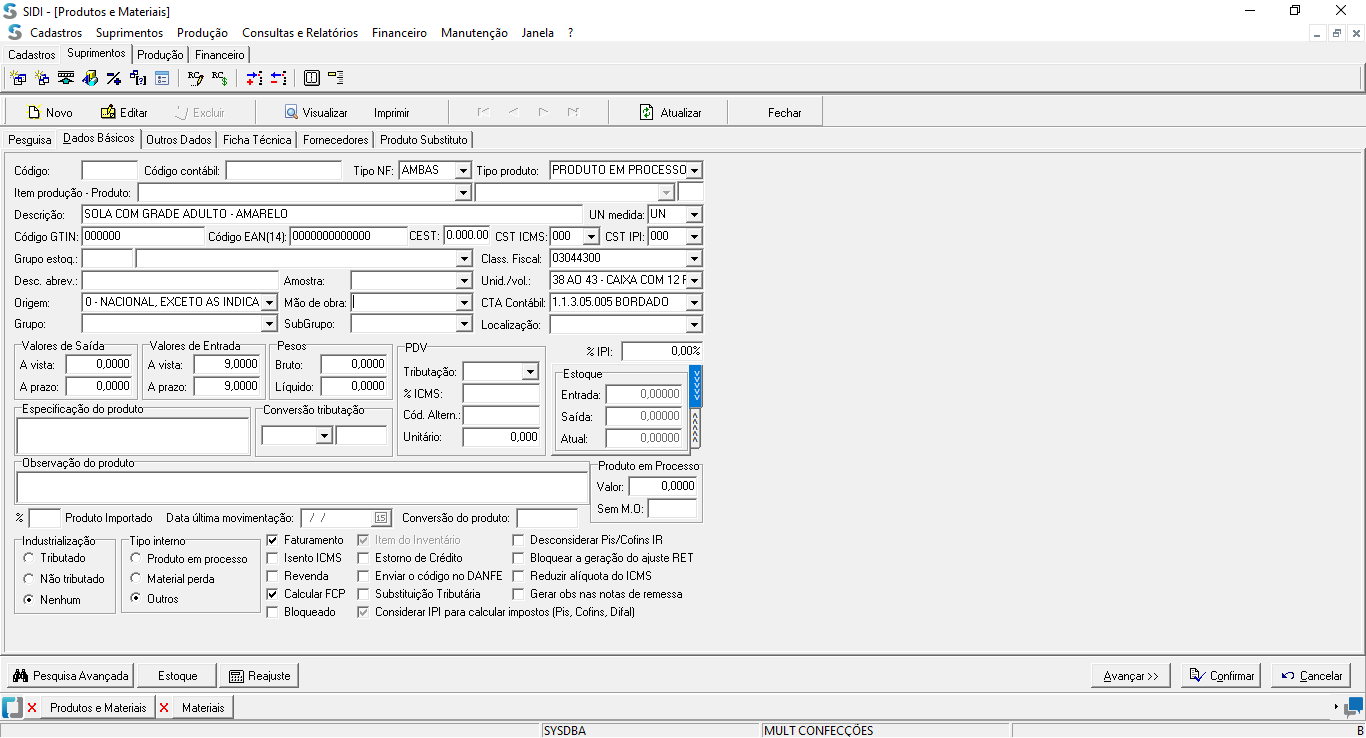 SIDI - [Produtos e Materiais]
Cadastros Suprimentos Produção Consultas e Relatórios Financeiro Manutenção Janela ?
Cadastros Suprimentos Produção Financeiro
Novo Editar Excluir Visualizar Imprimir Atualizar Fechar
Pesquisa Dados Básicos Outros Dados Ficha Técnica Fornecedores Produto Substituto
Código: Código contábil: Tipo NF: AMBAS Tipo produto: PRODUTO EM PROCESSO
Item produção - Produto:
Descrição: SOLA COM GRADE ADULTO - AMARELO UN medida: UN
Código GTIN: 000000 Código EAN(14): 0000000000000 CEST: 0.000.00 CST ICMS: 000 CST IPI: 000
Grupo estoq.: Class. Fiscal: 03044300
Desc. abrev.: Amostra: Unid./vol.: 38 AO 43 - CAIXA COM 12 F
Origem: 0 - NACIONAL, EXCETO AS INDICA Mão de obra: CTA Contábil: 1.1.3.05.005 BORDADO
Grupo: SubGrupo: Localização:
Valores de Saída Valores de Entrada Pesos PDV % IPI: 0,00%
A vista: 0,0000 A vista: 9,0000 Bruto: 0,0000 Tributação: Estoque
A prazo: 0,0000 A prazo: 9,0000 Líquido: 0,0000 % ICMS: Entrada: 0,00000
Especificação do produto Conversão tributação Cód. Altern.: Saída: 0,00000
Unitário: 0,000 Atual: 0,00000
Observação do produto Produto em Processo
Valor: 0,0000
Sem M.O:
% Produto Importado Data última movimentação: / / 15 Conversão do produto:
Industrialização Tipo interno Faturamento Item do Inventário Desconsiderar Pis/Cofins IR
Tributado Produto em processo Isento ICMS Estorno de Crédito Bloquear a geração do ajuste RET
Não tributado Material perda Revenda Enviar o código no DANFE Reduzir alíquota do ICMS
Nenhum Outros Calcular FCP Substituição Tributária Gerar obs nas notas de remessa
Bloqueado Considerar IPI para calcular impostos (Pis, Cofins, Difal)
Pesquisa Avançada Estoque Reajuste Avançar >> Confirmar Cancelar
Produtos e Materiais Materiais
SYSDBA MULT CONFECÇÕES B